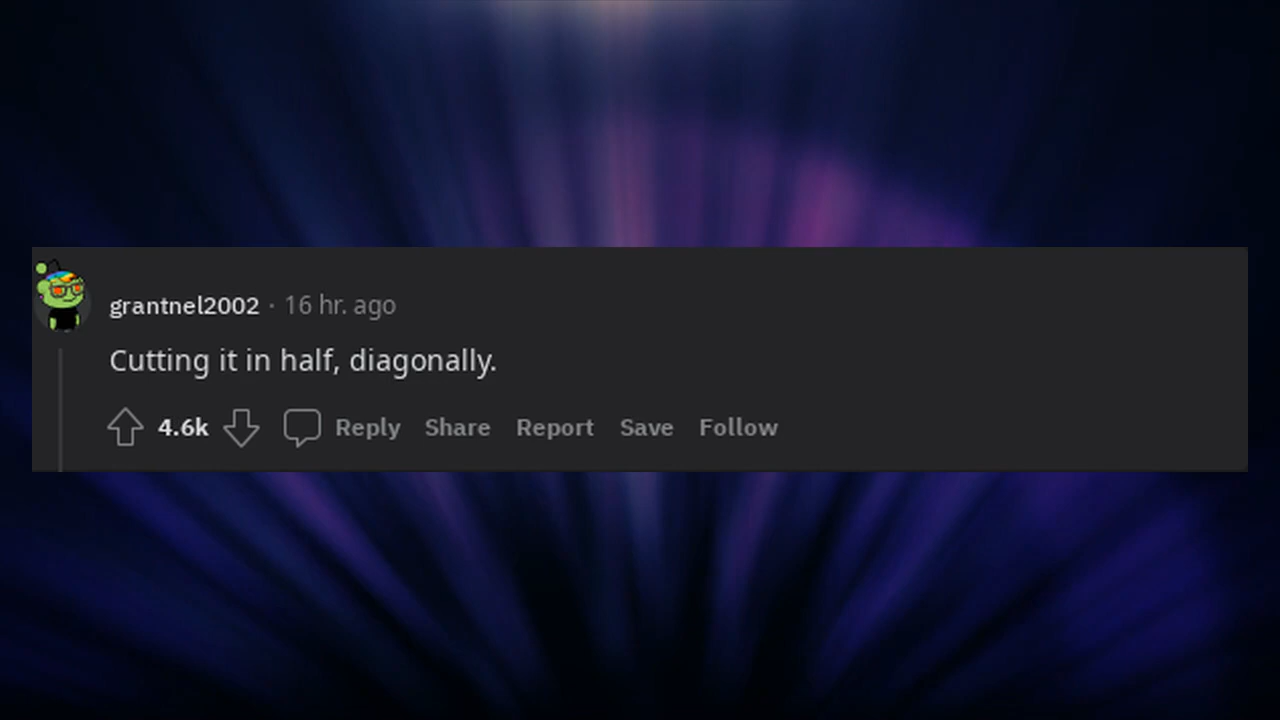 grantnel2002 · 16 hr. ago
Cutting it in half, diagonally.
4.6k Reply Share Report Save Follow